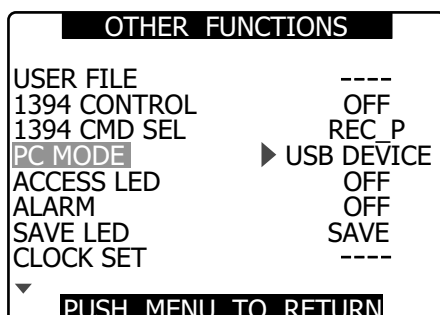 OTHER FUNCTIONS
USER FILE ----
1394 CONTROL OFF
1394 CMD SEL REC_P
PC MODE USB DEVICE
ACCESS LED OFF
ALARM OFF
SAVE LED SAVE
CLOCK SET ----
PUSH MENU TO RETURN